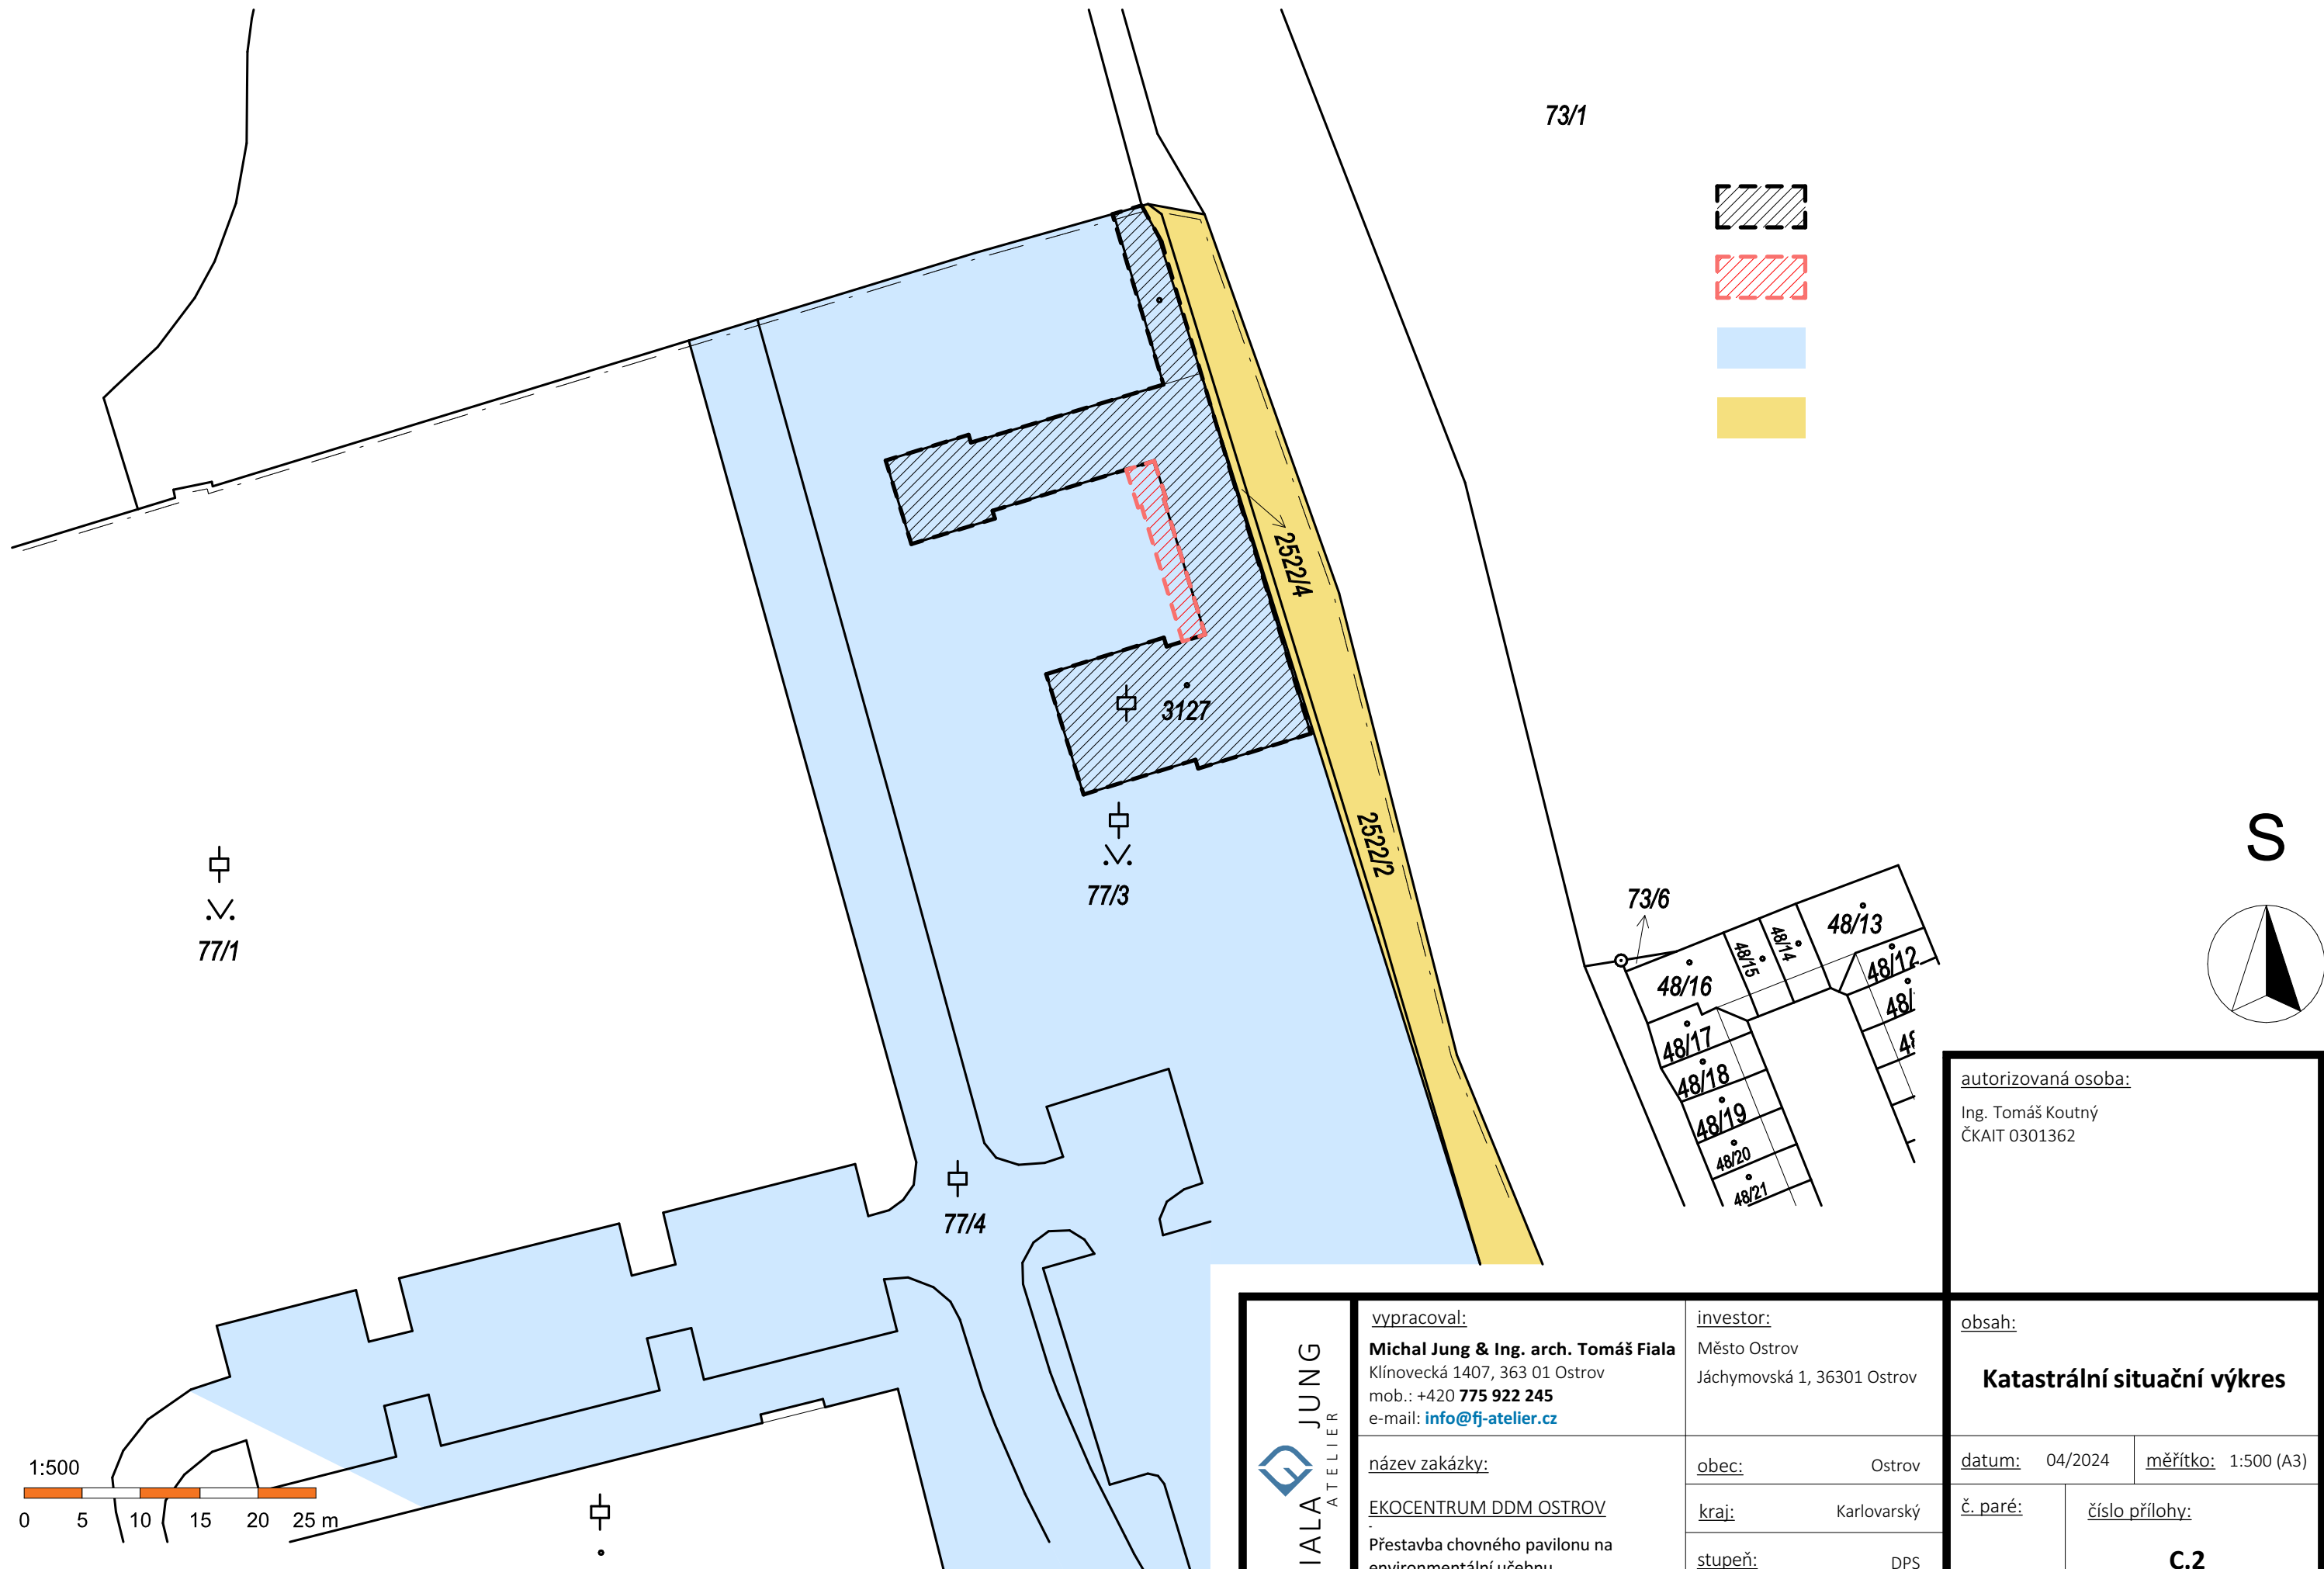 73/1
2522/4
3127
2522/2
77/3
77/1
77/4
73/6
48/13
48/14
48/15
48/12
48/16
48/17
48/18
48/19
48/20
48/21
S
1:500
0 5 10 15 20 25 m
autorizovaná osoba:
Ing. Tomáš Koutný
ČKAIT 0301362
IALA JUNG
ATELIER
vypracoval:
Michal Jung & Ing. arch. Tomáš Fiala
Klínovecká 1407, 363 01 Ostrov
mob.: +420 775 922 245
e-mail: info@fj-atelier.cz
investor:
Město Ostrov
Jáchymovská 1, 36301 Ostrov
obsah:
Katastrální situační výkres
název zakázky:
EKOCENTRUM DDM OSTROV
-
Přestavba chovného pavilonu na
environmentální učebnu
obec: Ostrov
kraj: Karlovarský
stupeň: DPS
datum: 04/2024
měřítko: 1:500 (A3)
č. paré:
číslo přílohy:
C.2